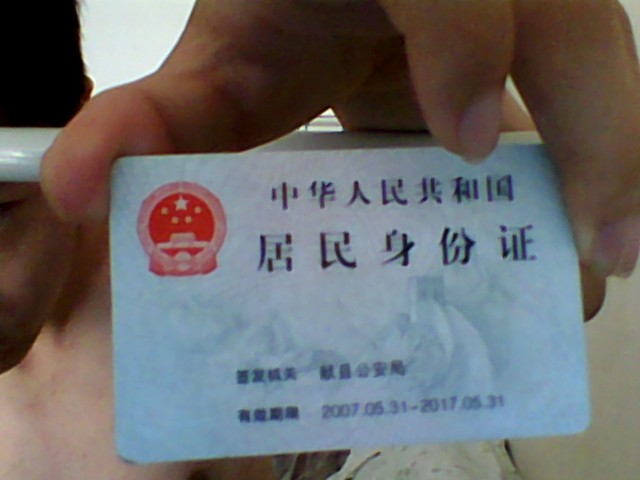 中华人民共和国
居民身份证
签发机关 献县公安局
有效期限 2007.05.31-2017.05.31